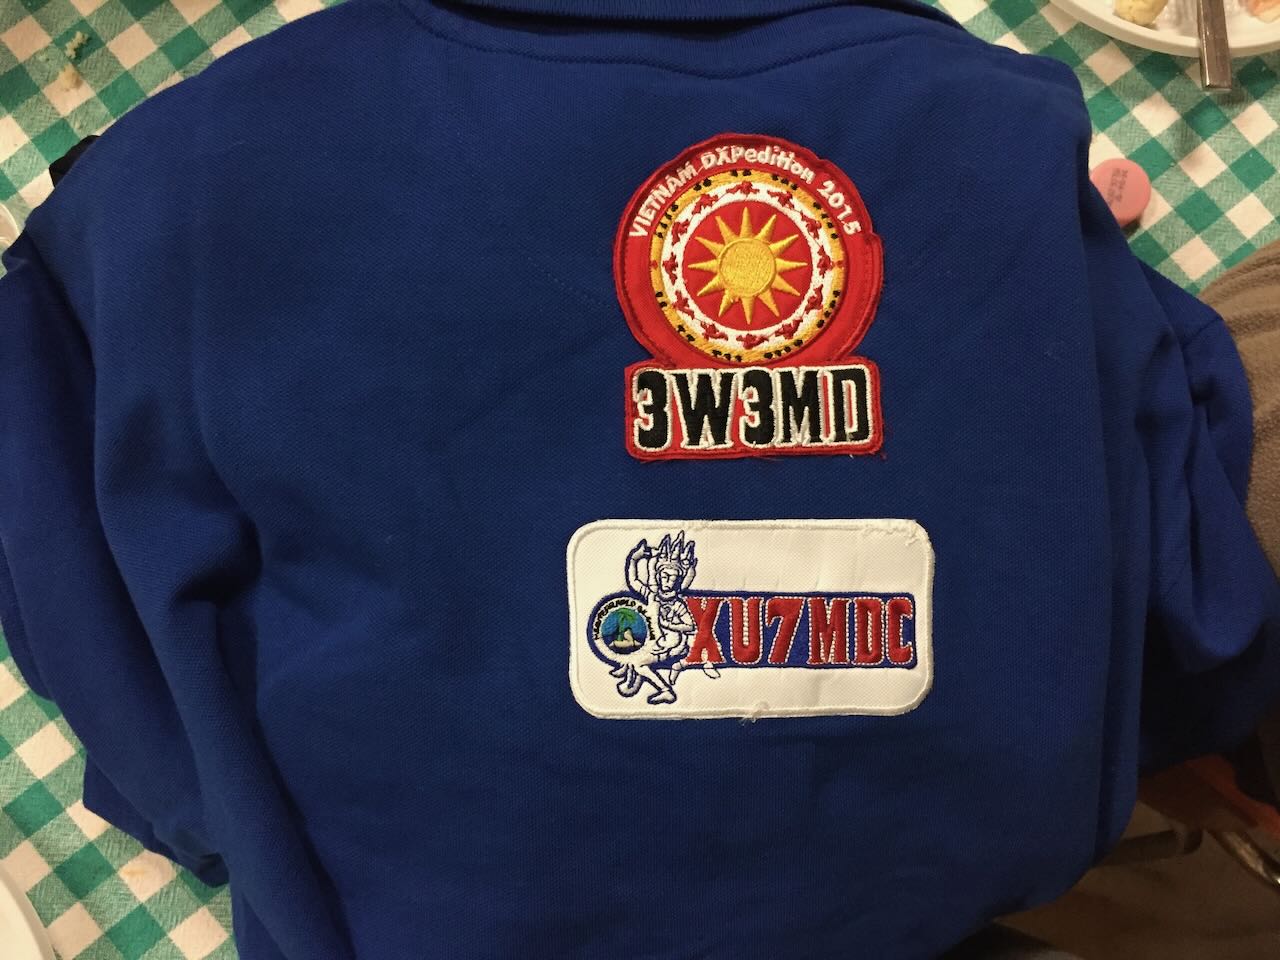 VIETNAM DXPedition 2015
3W3MD
XU7MDC